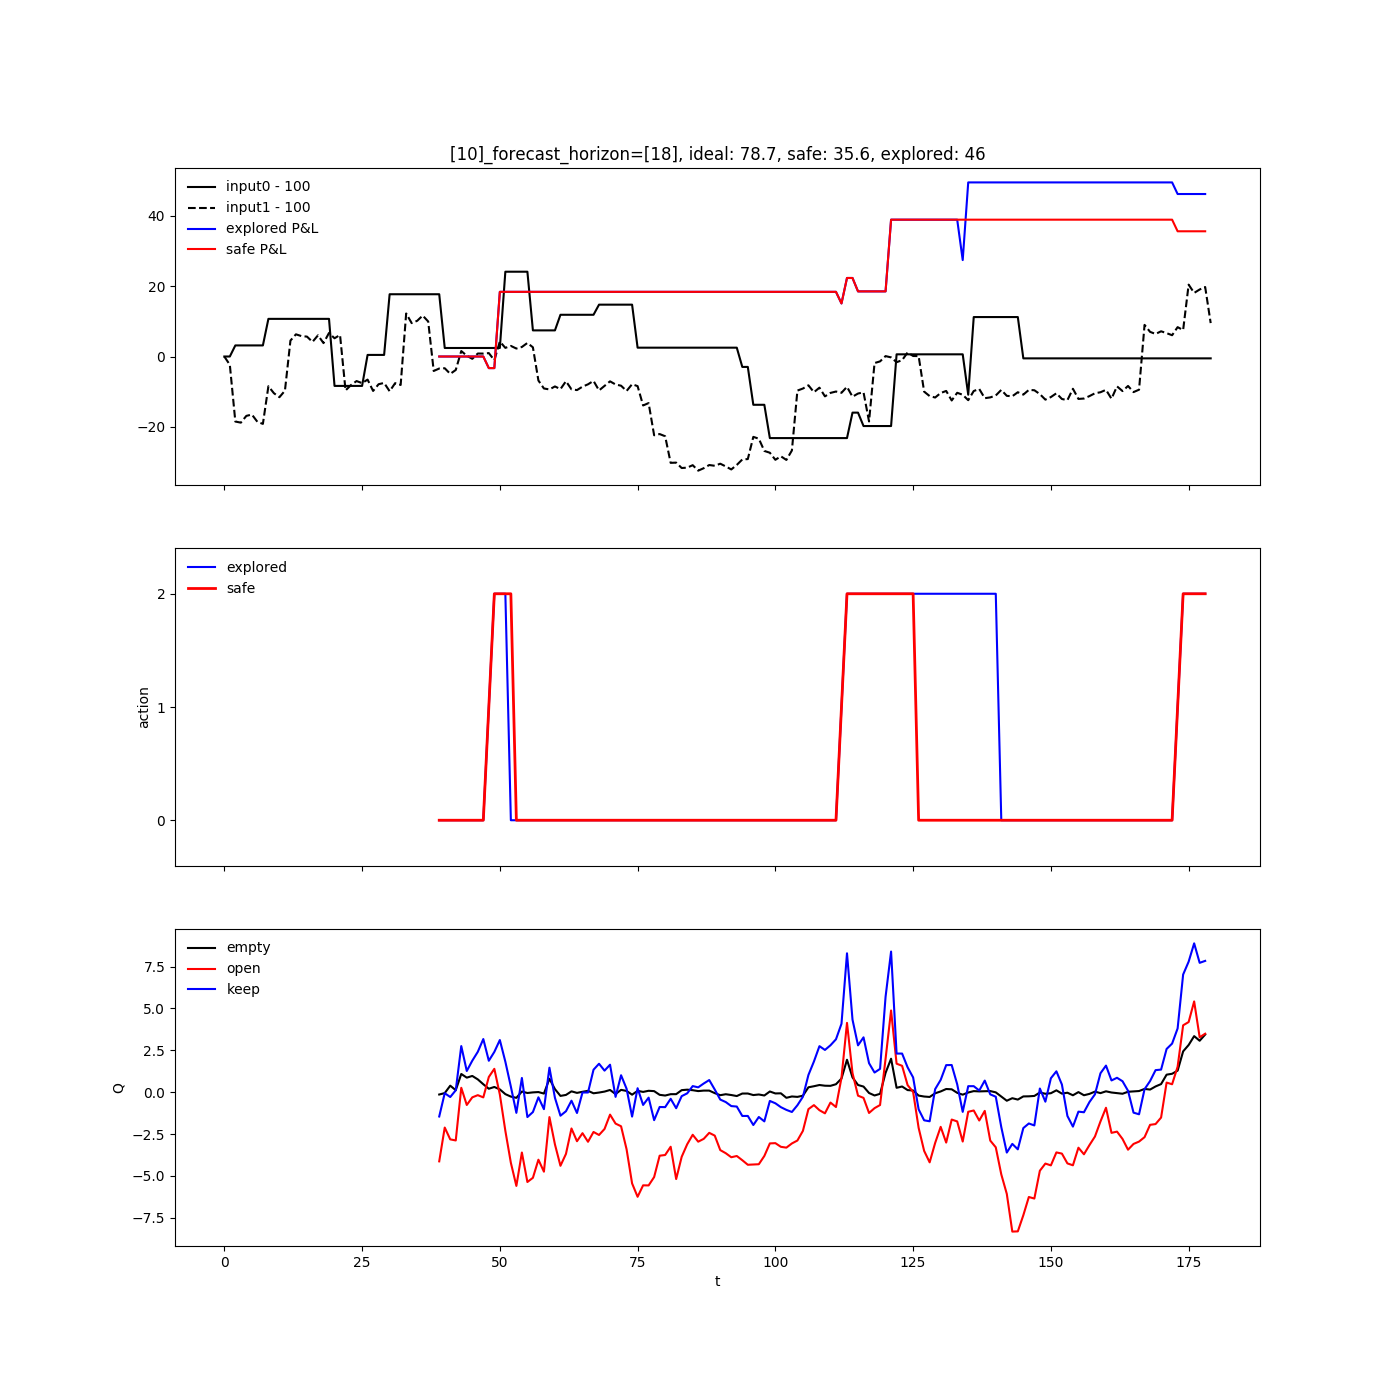 [10]_forecast_horizon=[18], ideal: 78.7, safe: 35.6, explored: 46
input0 - 100
input1 - 100
explored P&L
safe P&L
40
20
0
−20
explored
safe
2
1
0
action
empty
open
keep
7.5
5.0
2.5
0.0
−2.5
−5.0
−7.5
Q
0 25 50 75 100 125 150 175
t